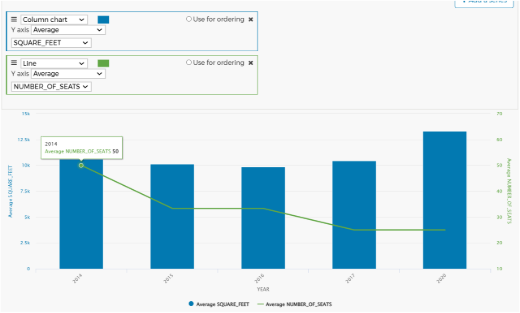 Column chart
Use for ordering
Y axis Average
SQUARE_FEET
Line
Use for ordering
Y axis Average
NUMBER_OF_SEATS
15k
12.5k
10k
7.5k
5k
2.5k
0
Average SQUARE_FEET
70
60
50
40
30
20
10
Average NUMBER_OF_SEATS
2014
Average NUMBER_OF_SEATS 50
2014
2015
2016
2017
2020
YEAR
Average SQUARE_FEET
Average NUMBER_OF_SEATS